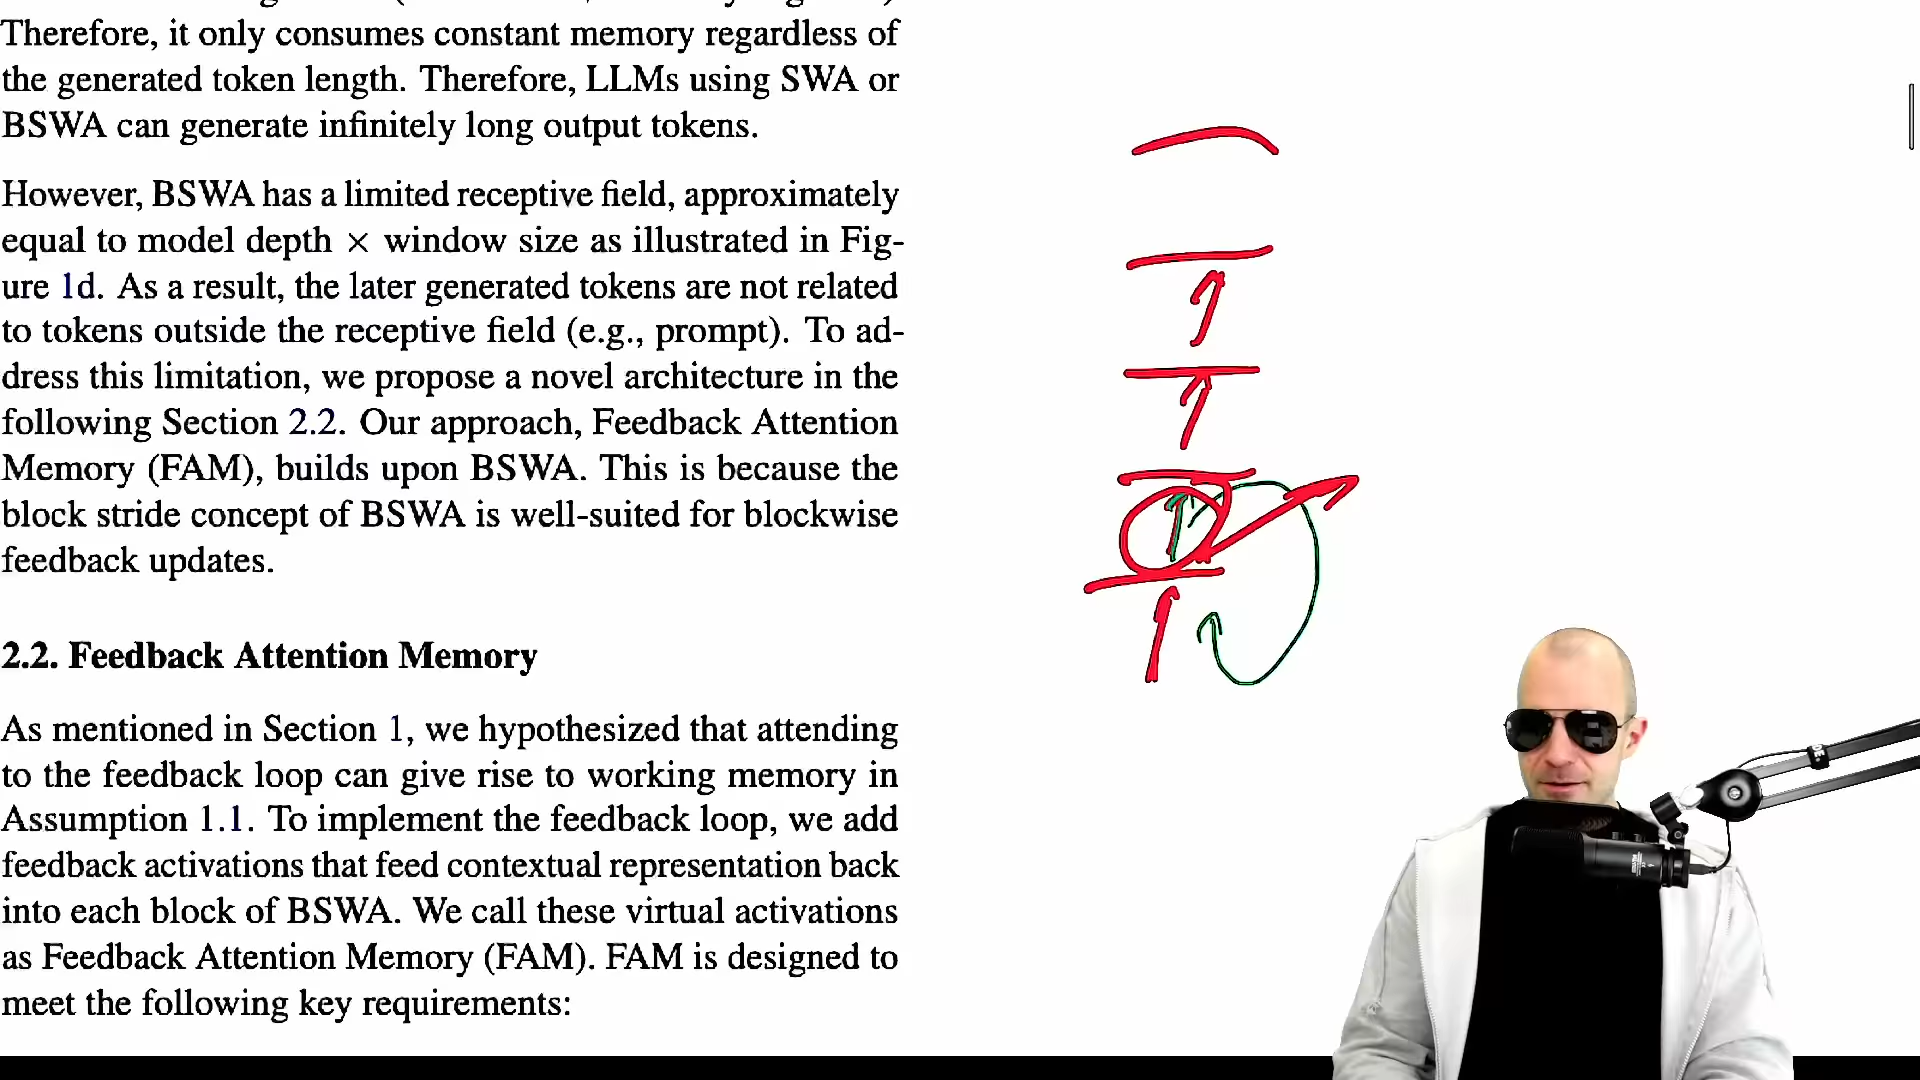 Therefore, it only consumes constant memory regardless of
the generated token length. Therefore, LLMs using SWA or
BSWA can generate infinitely long output tokens.
However, BSWA has a limited receptive field, approximately
equal to model depth × window size as illustrated in Fig-
ure 1d. As a result, the later generated tokens are not related
to tokens outside the receptive field (e.g., prompt). To ad-
dress this limitation, we propose a novel architecture in the
following Section 2.2. Our approach, Feedback Attention
Memory (FAM), builds upon BSWA. This is because the
block stride concept of BSWA is well-suited for blockwise
feedback updates.
2.2. Feedback Attention Memory
As mentioned in Section 1, we hypothesized that attending
to the feedback loop can give rise to working memory in
Assumption 1.1. To implement the feedback loop, we add
feedback activations that feed contextual representation back
into each block of BSWA. We call these virtual activations
as Feedback Attention Memory (FAM). FAM is designed to
meet the following key requirements: